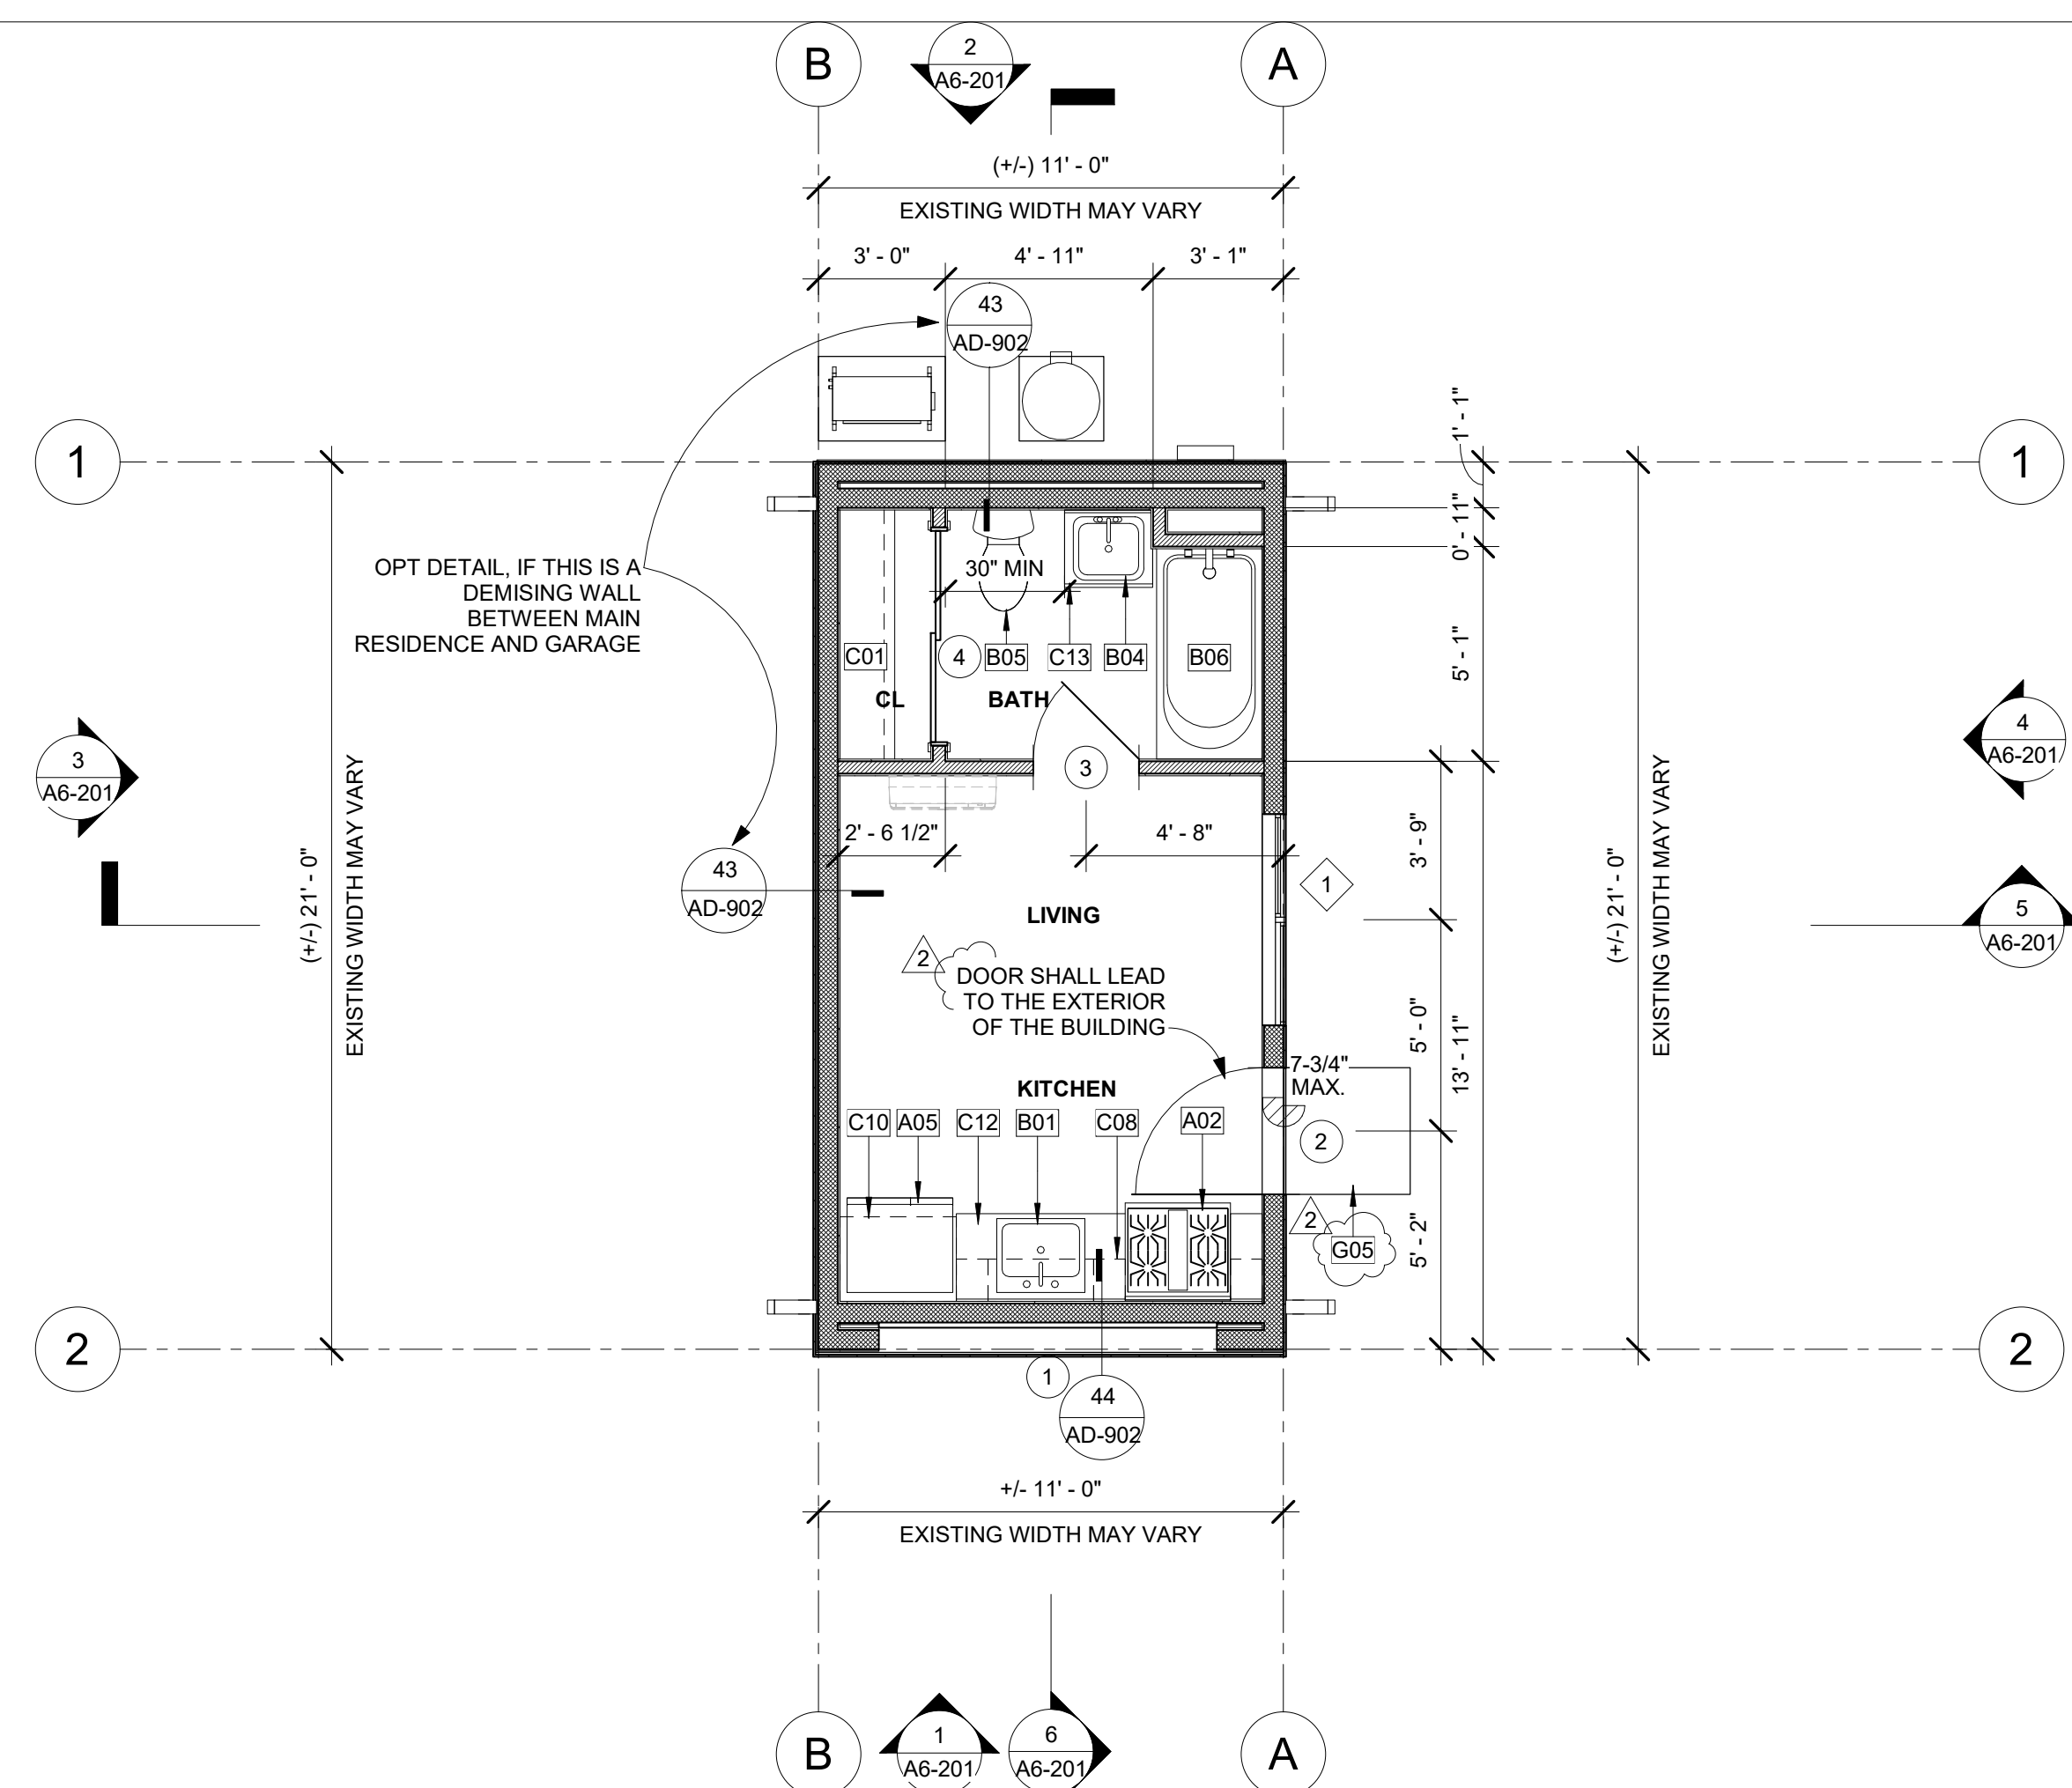 B
2
A6-201
A
(+/-) 11' - 0"
EXISTING WIDTH MAY VARY
3' - 0"
4' - 11"
3' - 1"
43
AD-902
1' - 1"
1
1
0' - 11"
OPT DETAIL, IF THIS IS A
DEMISING WALL
BETWEEN MAIN
RESIDENCE AND GARAGE
30" MIN
C01
4
B05
C13
B04
B06
5' - 1"
CL
BATH
3
A6-201
4
A6-201
3
2' - 6 1/2"
4' - 8"
3' - 9"
(+/-) 21' - 0"
EXISTING WIDTH MAY VARY
(+/-) 21' - 0"
EXISTING WIDTH MAY VARY
43
AD-902
1
LIVING
5
A6-201
2
DOOR SHALL LEAD
TO THE EXTERIOR
OF THE BUILDING
5' - 0"
13' - 11"
7-3/4"
MAX.
KITCHEN
C10
A05
C12
B01
C08
A02
2
2
G05
5' - 2"
2
2
1
44
AD-902
+/- 11' - 0"
EXISTING WIDTH MAY VARY
B
1
A6-201
6
A6-201
A